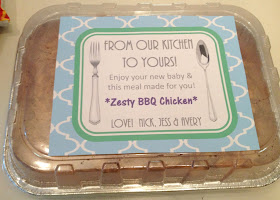 FROM OUR KITCHEN
TO YOURS!
Enjoy your new baby &
this meal made for you!
*Zesty BBQ Chicken*
LOVE! NICK, JESS & AVERY